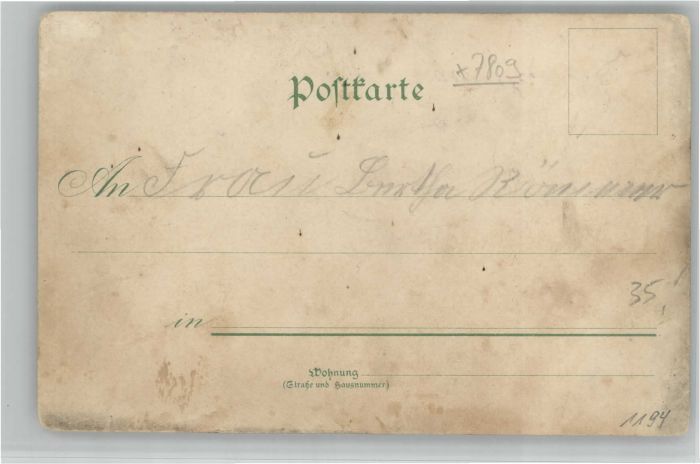 *7809
Postkarte
An Frau Bertha
35,
in
Wohnung
(Straße und Hausnummer)
1194